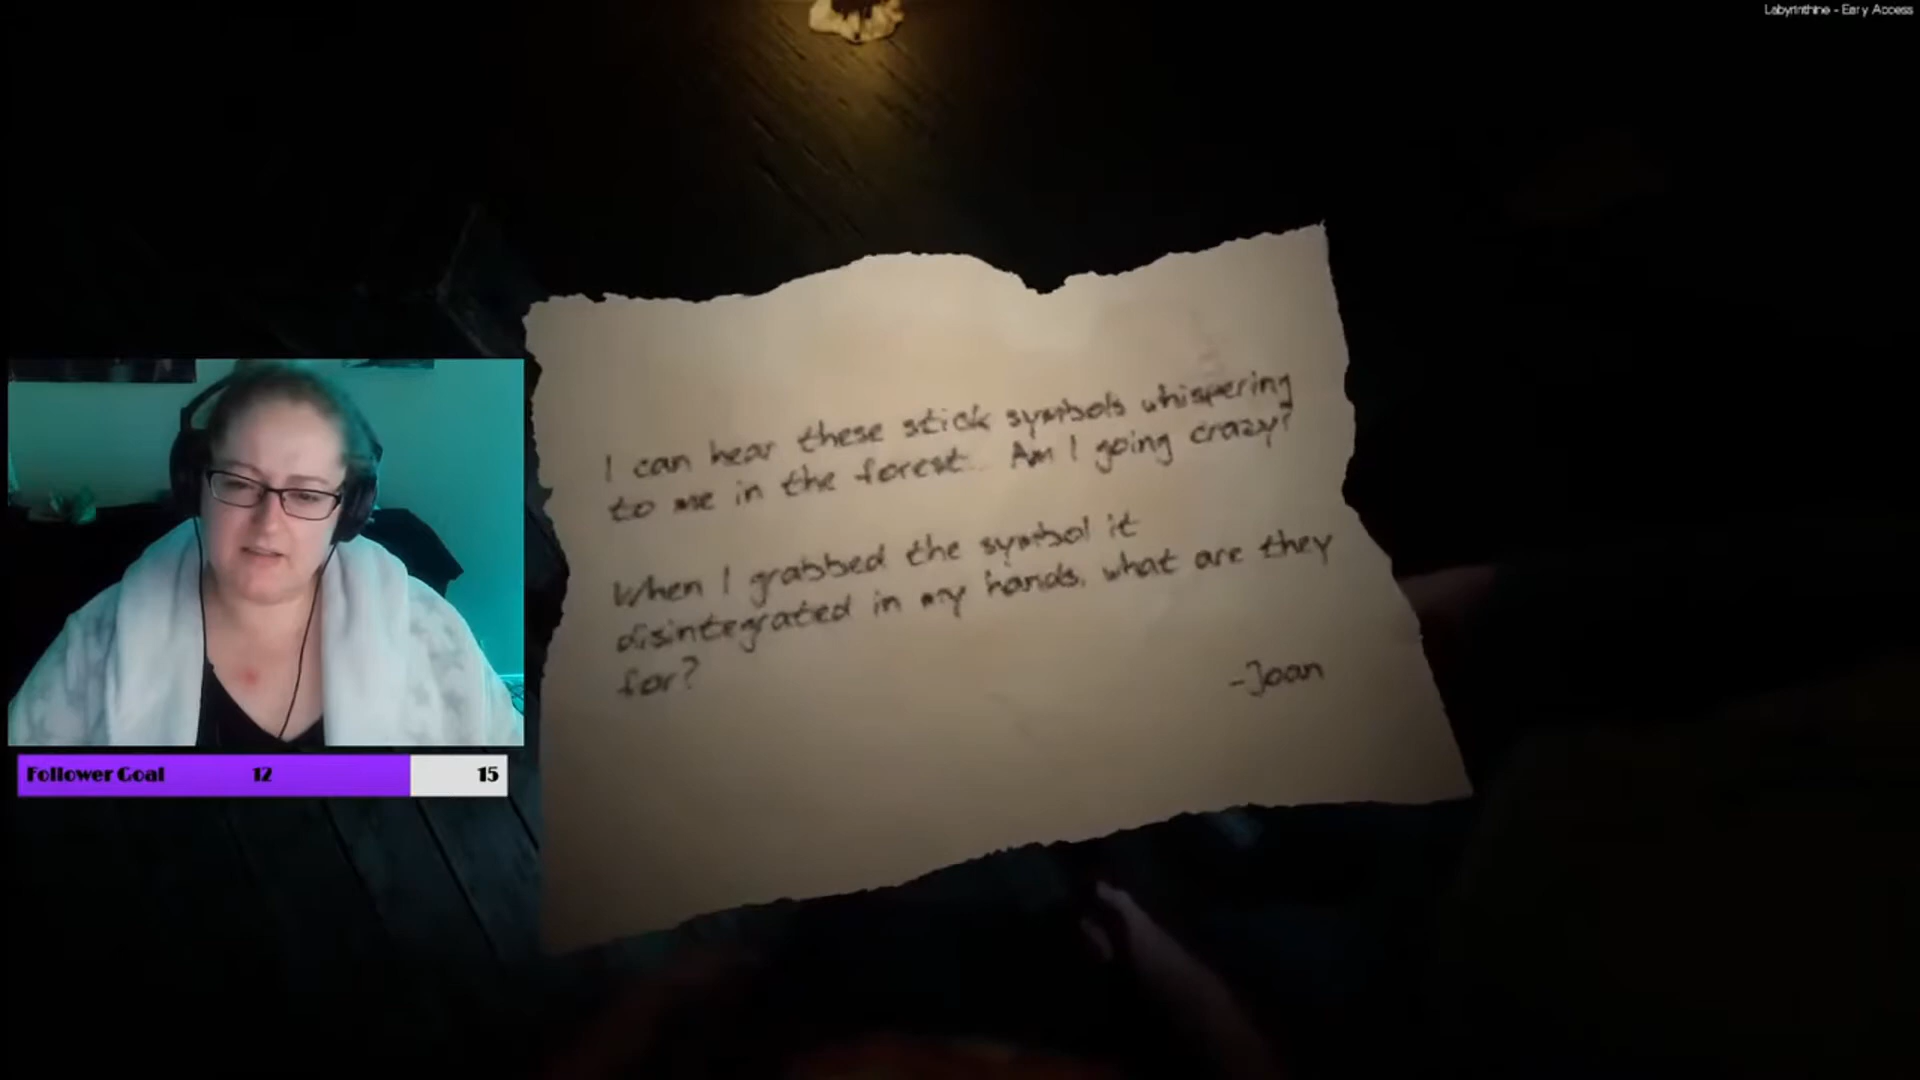 Labyrinthine - Early Access
I can hear these stick symbols whispering
to me in the forest. Am I going crazy?
When I grabbed the symbol it
disintegrated in my hands, what are they
for?
-Joan
Follower Goal 12 15